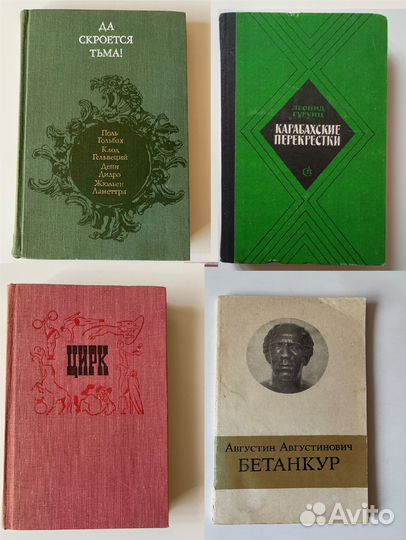 ДА
СКРОЕТСЯ
ТЬМА!
Поль
Гольбах
Клод
Гельвеций
Дени
Дидро
Жюльен
Ламеттри
ЛЕОНИД
ГУРУНЦ
КАРАБАХСКИЕ
ПЕРЕКРЕСТКИ
ЦИРК
АВГУСТИН АВГУСТИНОВИЧ
БЕТАНКУР
Avito